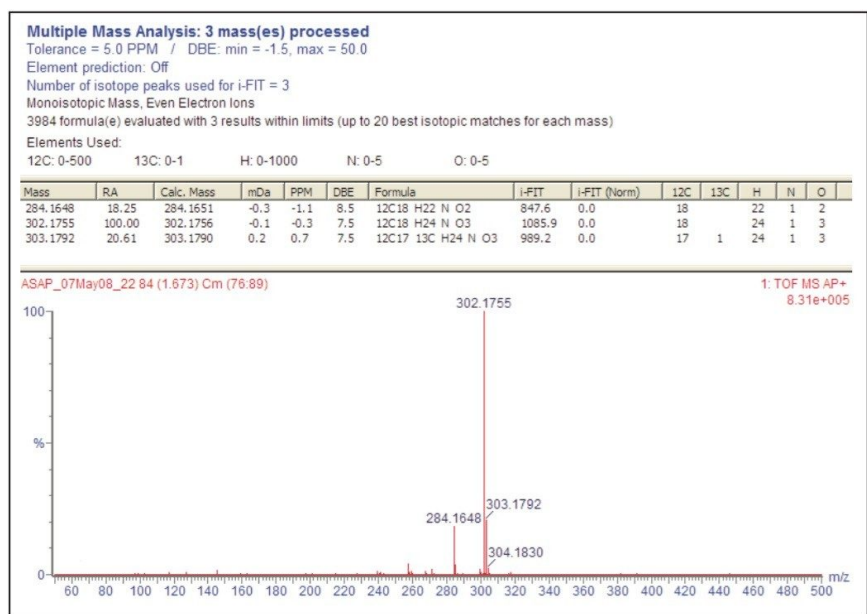 Multiple Mass Analysis: 3 mass(es) processed
Tolerance = 5.0 PPM / DBE: min = -1.5, max = 50.0
Element prediction: Off
Number of isotope peaks used for i-FIT = 3
Monoisotopic Mass, Even Electron Ions
3984 formula(e) evaluated with 3 results within limits (up to 20 best isotopic matches for each mass)
Elements Used:
12C: 0-500 13C: 0-1 H: 0-1000 N: 0-5 O: 0-5
Mass RA Calc. Mass mDa PPM DBE Formula i-FIT i-FIT (Norm) 12C 13C H N O
284.1648 18.25 284.1651 -0.3 -1.1 8.5 12C18 H22 N O2 847.6 0.0 18 22 1 2
302.1755 100.00 302.1756 -0.1 -0.3 7.5 12C18 H24 N O3 1085.9 0.0 18 24 1 3
303.1792 20.61 303.1790 0.2 0.7 7.5 12C17 13C H24 N O3 989.2 0.0 17 1 24 1 3
ASAP_07May08_22 84 (1.673) Cm (76:89) 1: TOF MS AP+
8.31e+005
302.1755
100
%
303.1792
284.1648
304.1830
0
m/z
60 80 100 120 140 160 180 200 220 240 260 280 300 320 340 360 380 400 420 440 460 480 500